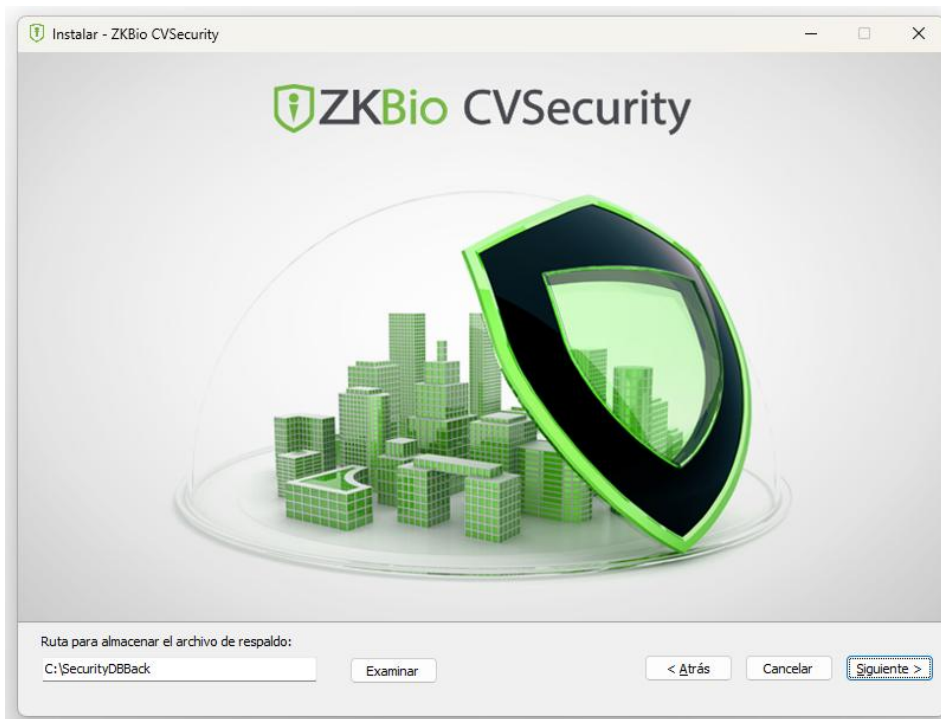 Instalar - ZKBio CVSecurity
ZKBio CVSecurity
Ruta para almacenar el archivo de respaldo:
C:\SecurityDBBack
Examinar
< Atrás
Cancelar
Siguiente >